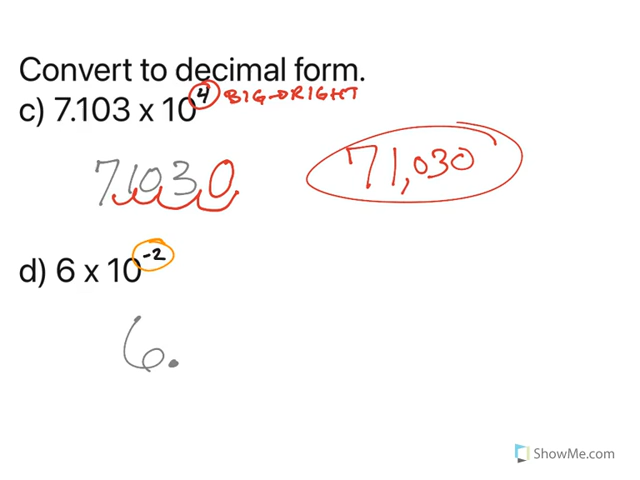 Convert to decimal form.
c) 7.103 x 10⁴ BIG→RIGHT
7.1030 71,030
d) 6 x 10⁻²
6.
ShowMe.com